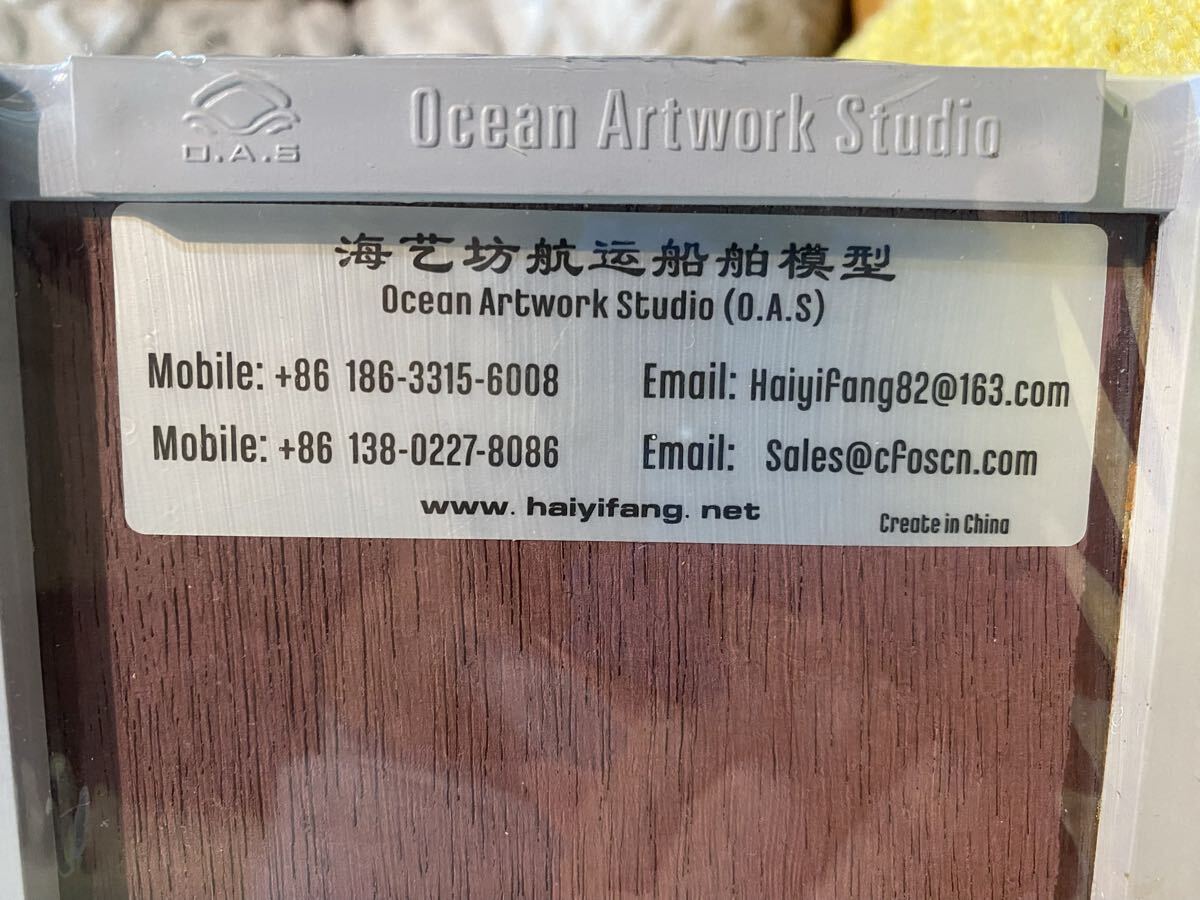 O.A.S
Ocean Artwork Studio
海艺坊航运船舶模型
Ocean Artwork Studio (O.A.S)
Mobile: +86 186-3315-6008
Email: Haiyifang82@163.com
Mobile: +86 138-0227-8086
Email: Sales@cfoscn.com
www. haiyifang. net
Create in China